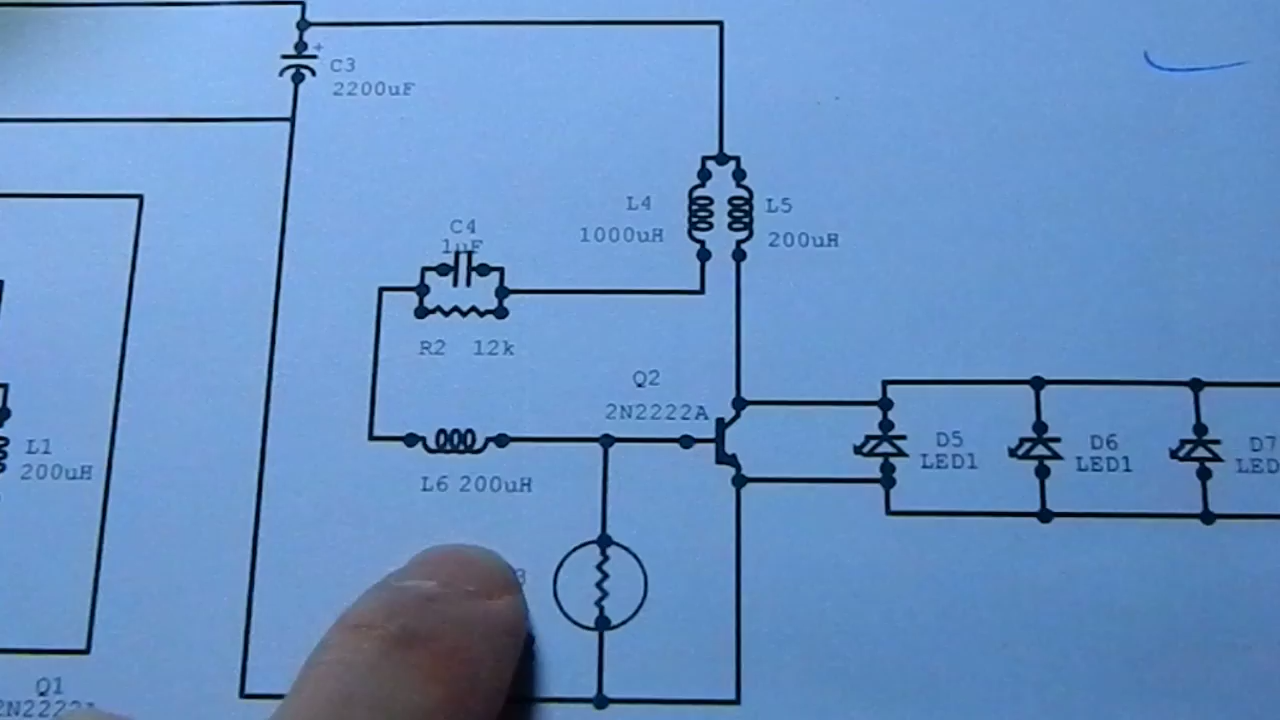 +
C3
2200uF
L4
1000uH
L5
200uH
C4
1uF
R2 12k
Q2
2N2222A
L1
200uH
L6 200uH
D5
LED1
D6
LED1
D7
LED
3
Q1
2N2222